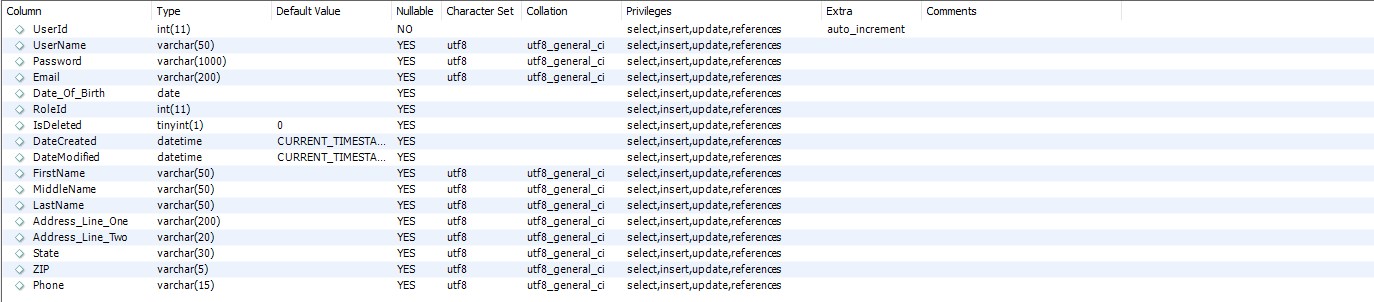 Column Type Default Value Nullable Character Set Collation Privileges Extra Comments
UserId int(11) NO select,insert,update,references auto_increment
UserName varchar(50) YES utf8 utf8_general_ci select,insert,update,references
Password varchar(1000) YES utf8 utf8_general_ci select,insert,update,references
Email varchar(200) YES utf8 utf8_general_ci select,insert,update,references
Date_Of_Birth date YES select,insert,update,references
RoleId int(11) YES select,insert,update,references
IsDeleted tinyint(1) 0 YES select,insert,update,references
DateCreated datetime CURRENT_TIMESTA... YES select,insert,update,references
DateModified datetime CURRENT_TIMESTA... YES select,insert,update,references
FirstName varchar(50) YES utf8 utf8_general_ci select,insert,update,references
MiddleName varchar(50) YES utf8 utf8_general_ci select,insert,update,references
LastName varchar(50) YES utf8 utf8_general_ci select,insert,update,references
Address_Line_One varchar(200) YES utf8 utf8_general_ci select,insert,update,references
Address_Line_Two varchar(20) YES utf8 utf8_general_ci select,insert,update,references
State varchar(30) YES utf8 utf8_general_ci select,insert,update,references
ZIP varchar(5) YES utf8 utf8_general_ci select,insert,update,references
Phone varchar(15) YES utf8 utf8_general_ci select,insert,update,references